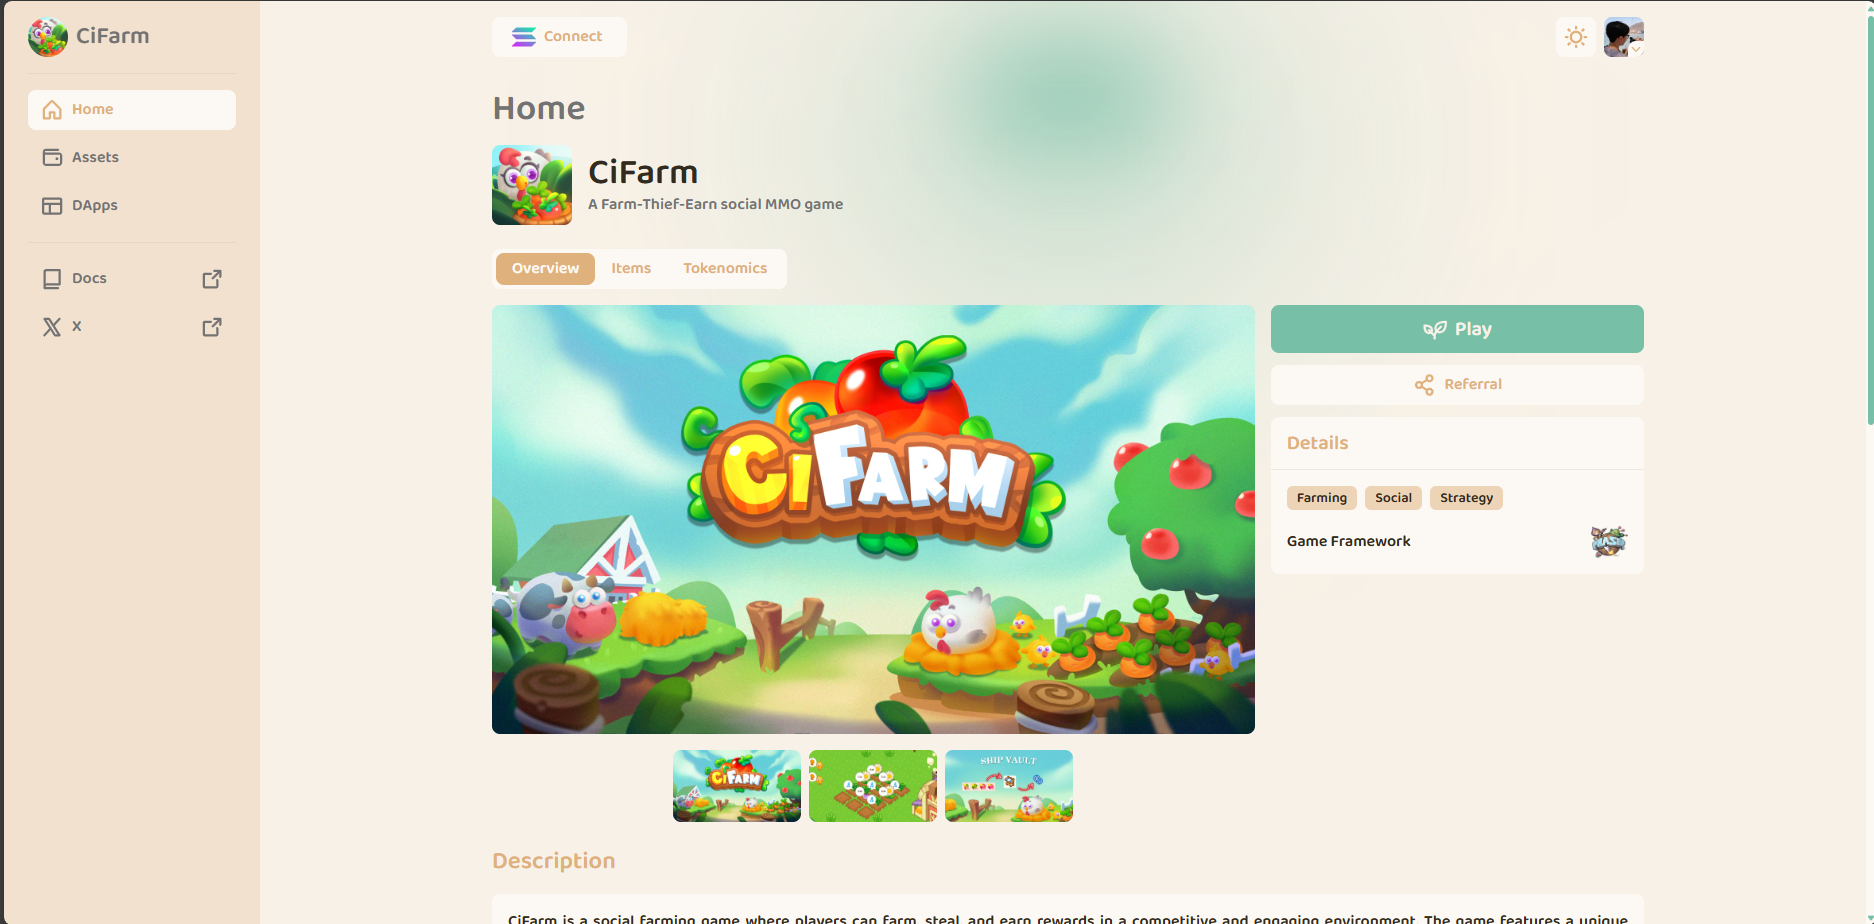 CiFarm
Home
Assets
DApps
Docs
X
Connect
Home
CiFarm
A Farm-Thief-Earn social MMO game
Overview
Items
Tokenomics
CiFARM
Play
Referral
Details
Farming
Social
Strategy
Game Framework
CiFARM
SHIP VAULT
Description
CiFarm is a social farming game where players can farm, steal, and earn rewards in a competitive and engaging environment. The game features a unique